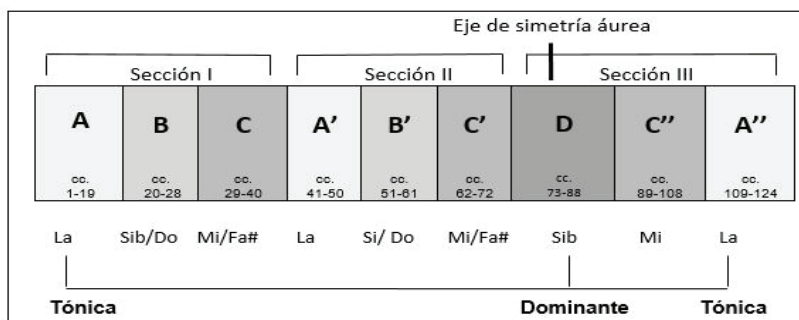 Eje de simetría áurea
Sección I Sección II Sección III
A B C A’ B’ C’ D C’’ A’’
cc. cc. cc. cc. cc. cc. cc. cc. cc.
1-19 20-28 29-40 41-50 51-61 62-72 73-88 89-108 109-124
La Sib/Do Mi/Fa# La Si/ Do Mi/Fa# Sib Mi La
Tónica Dominante Tónica